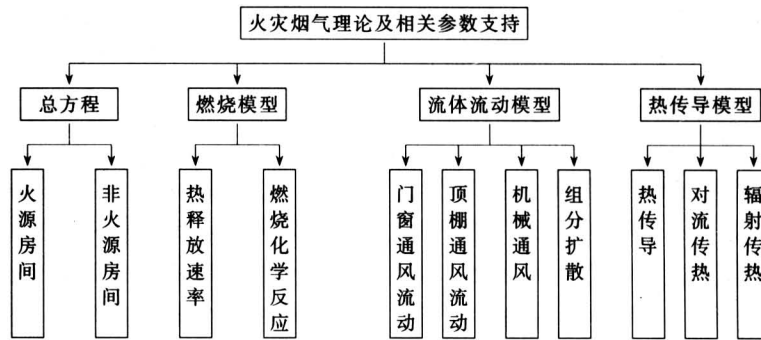 火灾烟气理论及相关参数支持
总方程
燃烧模型
流体流动模型
热传导模型
火源房间
非火源房间
热释放速率
燃烧化学反应
门窗通风流动
顶棚通风流动
机械通风
组分扩散
热传导
对流传热
辐射传热